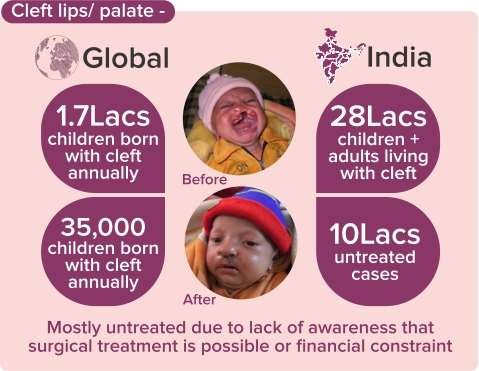 Cleft lips/ palate -
Global
India
1.7Lacs
children born
with cleft
annually
28Lacs
children +
adults living
with cleft
Before
35,000
children born
with cleft
annually
10Lacs
untreated
cases
After
Mostly untreated due to lack of awareness that
surgical treatment is possible or financial constraint